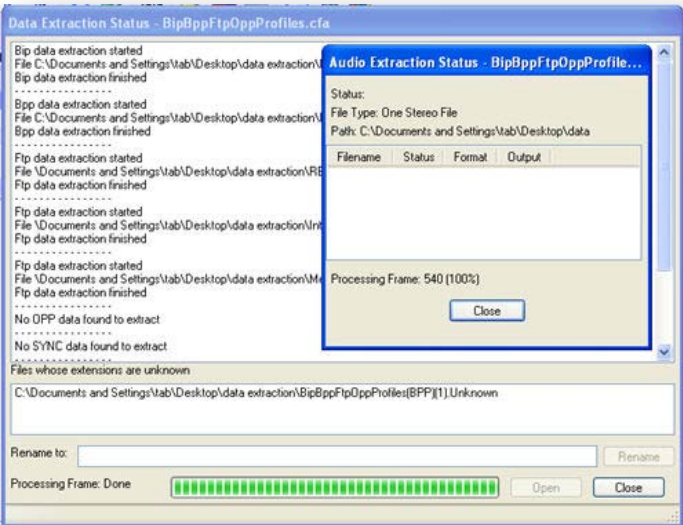 Data Extraction Status - BipBppFtpOppProfiles.cfa
Bip data extraction started
File C:\Documents and Settings\tab\Desktop\data extraction\
Bip data extraction finished
- - - - - - - - - - - - - - - -
Bpp data extraction started
File C:\Documents and Settings\tab\Desktop\data extraction\
Bpp data extraction finished
- - - - - - - - - - - - - - - -
Ftp data extraction started
File \Documents and Settings\tab\Desktop\data extraction\RE
Ftp data extraction finished
- - - - - - - - - - - - - - - -
Ftp data extraction started
File \Documents and Settings\tab\Desktop\data extraction\Int
Ftp data extraction finished
- - - - - - - - - - - - - - - -
Ftp data extraction started
File \Documents and Settings\tab\Desktop\data extraction\Me
Ftp data extraction finished
- - - - - - - - - - - - - - - -
No OPP data found to extract
- - - - - - - - - - - - - - - -
No SYNC data found to extract
- - - - - - - - - - - - - - - -
Audio Extraction Status - BipBppFtpOppProfile...
Status:
File Type: One Stereo File
Path: C:\Documents and Settings\tab\Desktop\data
Filename Status Format Output
Processing Frame: 540 (100%)
Close
Files whose extensions are unknown
C:\Documents and Settings\tab\Desktop\data extraction\BipBppFtpOppProfiles(BPP)(1).Unknown
Rename to: Rename
Processing Frame: Done Open Close